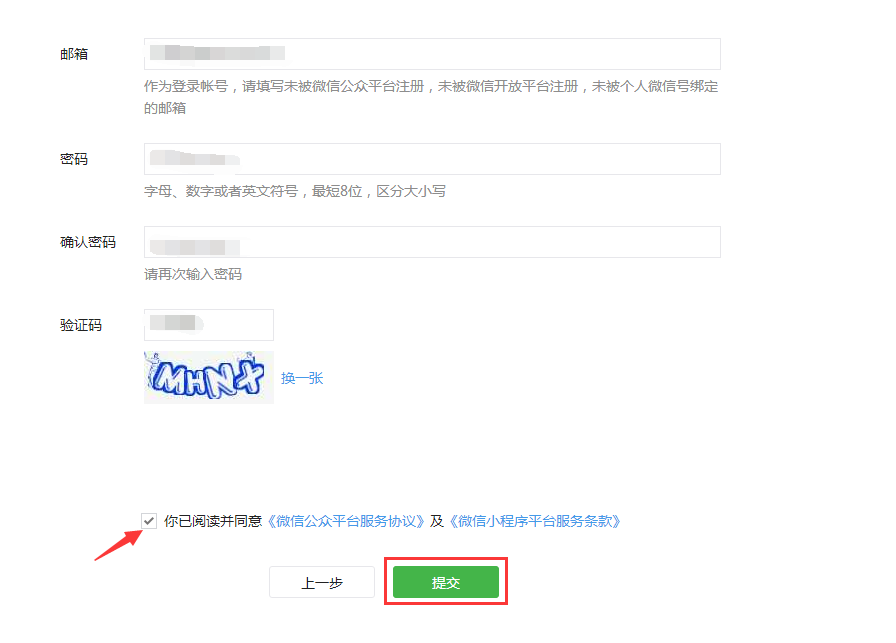 邮箱
作为登录帐号，请填写未被微信公众平台注册，未被微信开放平台注册，未被个人微信号绑定
的邮箱
密码
字母、数字或者英文符号，最短8位，区分大小写
确认密码
请再次输入密码
验证码
MHNX
换一张
你已阅读并同意《微信公众平台服务协议》及《微信小程序平台服务条款》
上一步
提交